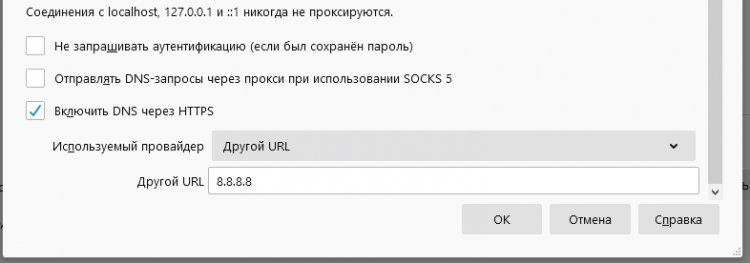 Соединения с localhost, 127.0.0.1 и ::1 никогда не проксируются.
Не запрашивать аутентификацию (если был сохранён пароль)
Отправлять DNS-запросы через прокси при использовании SOCKS 5
Включить DNS через HTTPS
Используемый провайдер Другой URL
Другой URL 8.8.8.8
ОК Отмена Справка